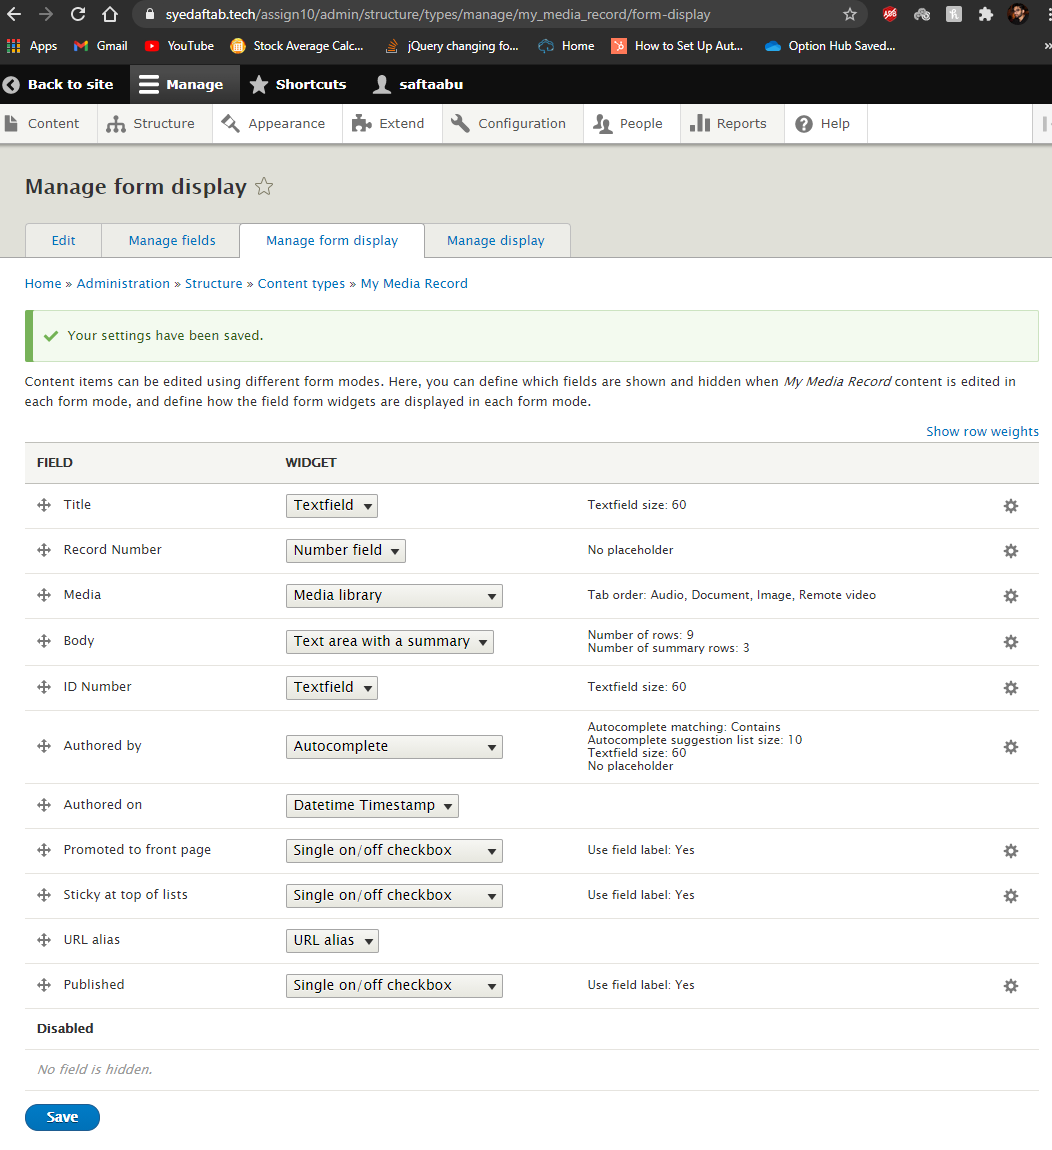 syedaftab.tech/assign10/admin/structure/types/manage/my_media_record/form-display
Apps Gmail YouTube Stock Average Calc... jQuery changing fo... Home How to Set Up Aut... Option Hub Saved... »
Back to site Manage Shortcuts saftaabu
Content Structure Appearance Extend Configuration People Reports Help
Manage form display
Edit Manage fields Manage form display Manage display
Home » Administration » Structure » Content types » My Media Record
Your settings have been saved.
Content items can be edited using different form modes. Here, you can define which fields are shown and hidden when My Media Record content is edited in
each form mode, and define how the field form widgets are displayed in each form mode.
Show row weights
FIELD WIDGET
Title Textfield Textfield size: 60
Record Number Number field No placeholder
Media Media library Tab order: Audio, Document, Image, Remote video
Body Text area with a summary Number of rows: 9
Number of summary rows: 3
ID Number Textfield Textfield size: 60
Authored by Autocomplete Autocomplete matching: Contains
Autocomplete suggestion list size: 10
Textfield size: 60
No placeholder
Authored on Datetime Timestamp
Promoted to front page Single on/off checkbox Use field label: Yes
Sticky at top of lists Single on/off checkbox Use field label: Yes
URL alias URL alias
Published Single on/off checkbox Use field label: Yes
Disabled
No field is hidden.
Save